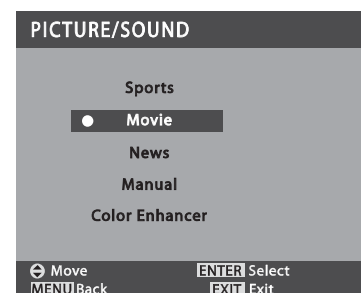 PICTURE/SOUND
Sports
Movie
News
Manual
Color Enhancer
Move ENTER Select
MENU Back EXIT Exit